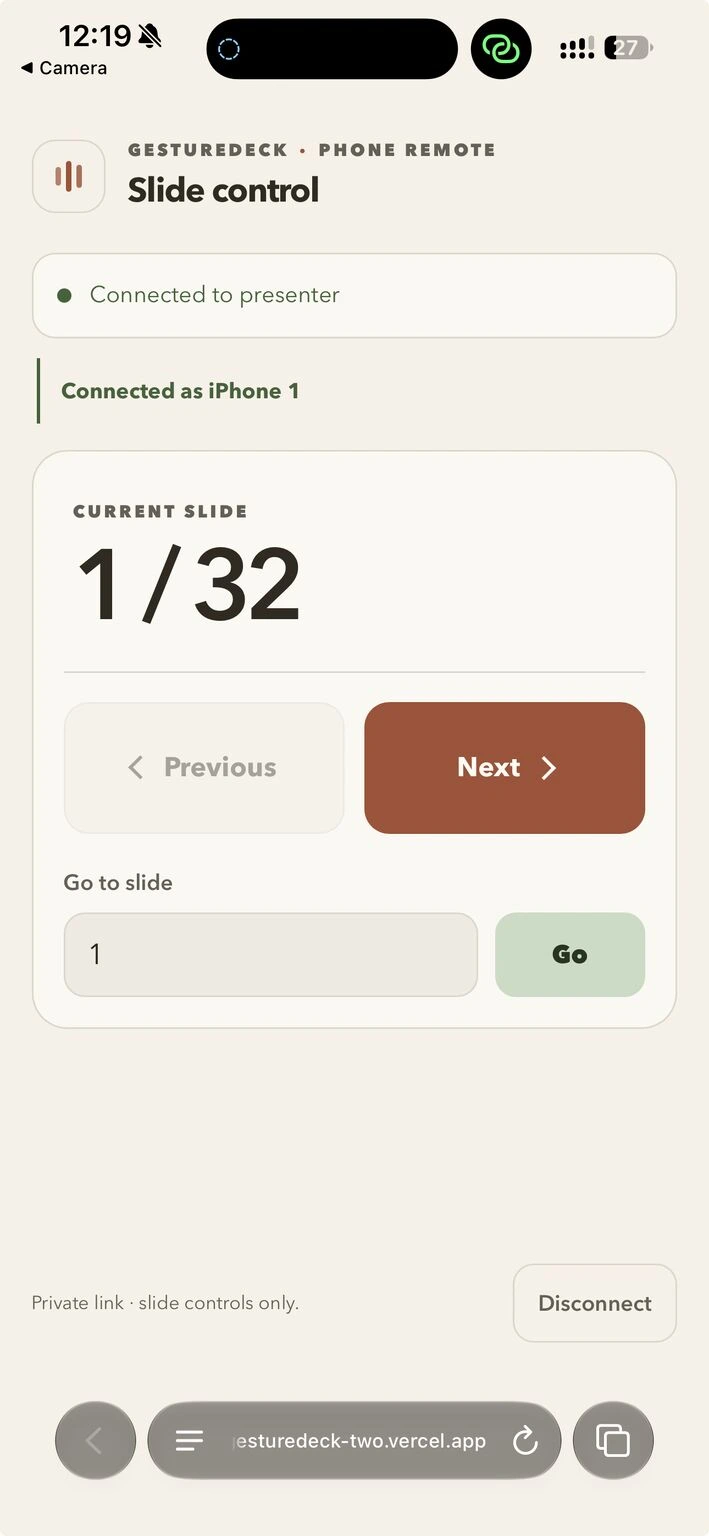 12:19
27
◀ Camera
GESTUREDECK · PHONE REMOTE
Slide control
Connected to presenter
Connected as iPhone 1
CURRENT SLIDE
1 / 32
Previous
Next
Go to slide
1
Go
Private link · slide controls only.
Disconnect
esturedeck-two.vercel.app